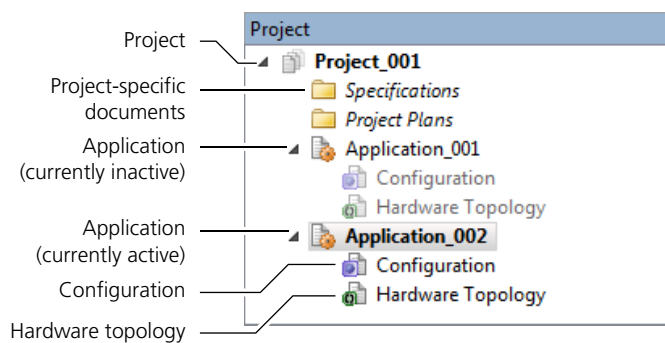 Project
Project
Project_001
Project-specific
documents
Specifications
Project Plans
Application
(currently inactive)
Application_001
Configuration
Hardware Topology
Application
(currently active)
Application_002
Configuration
Configuration
Hardware topology
Hardware Topology